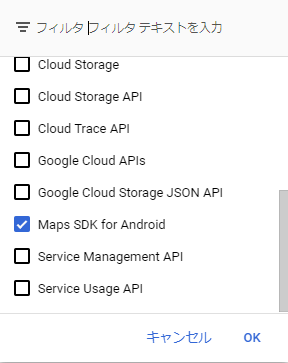 フィルタ フィルタ テキストを入力
Cloud Storage
Cloud Storage API
Cloud Trace API
Google Cloud APIs
Google Cloud Storage JSON API
Maps SDK for Android
Service Management API
Service Usage API
キャンセル OK